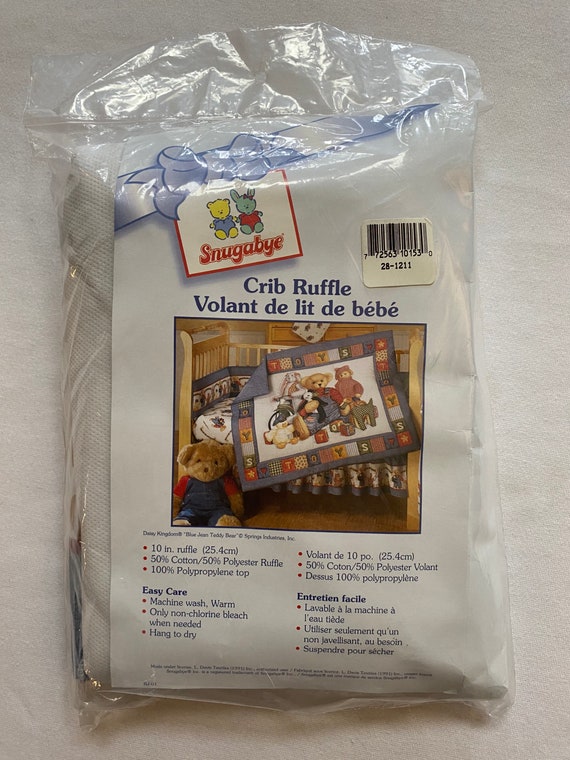 Snugabye®
7 72563 10153 0
28-1211
Crib Ruffle
Volant de lit de bébé
TOYS
TOYS
Daisy Kingdom® "Blue Jean Teddy Bear"© Springs Industries, Inc.
• 10 in. ruffle (25.4cm)
• 50% Cotton/50% Polyester Ruffle
• 100% Polypropylene top
Easy Care
• Machine wash, Warm
• Only non-chlorine bleach
when needed
• Hang to dry
• Volant de 10 po. (25.4cm)
• 50% Coton/50% Polyester Volant
• Dessus 100% polypropylène
Entretien facile
• Lavable à la machine à
l'eau tiède
• Utiliser seulement qu'un
non javellisant, au besoin
• Suspendre pour sécher